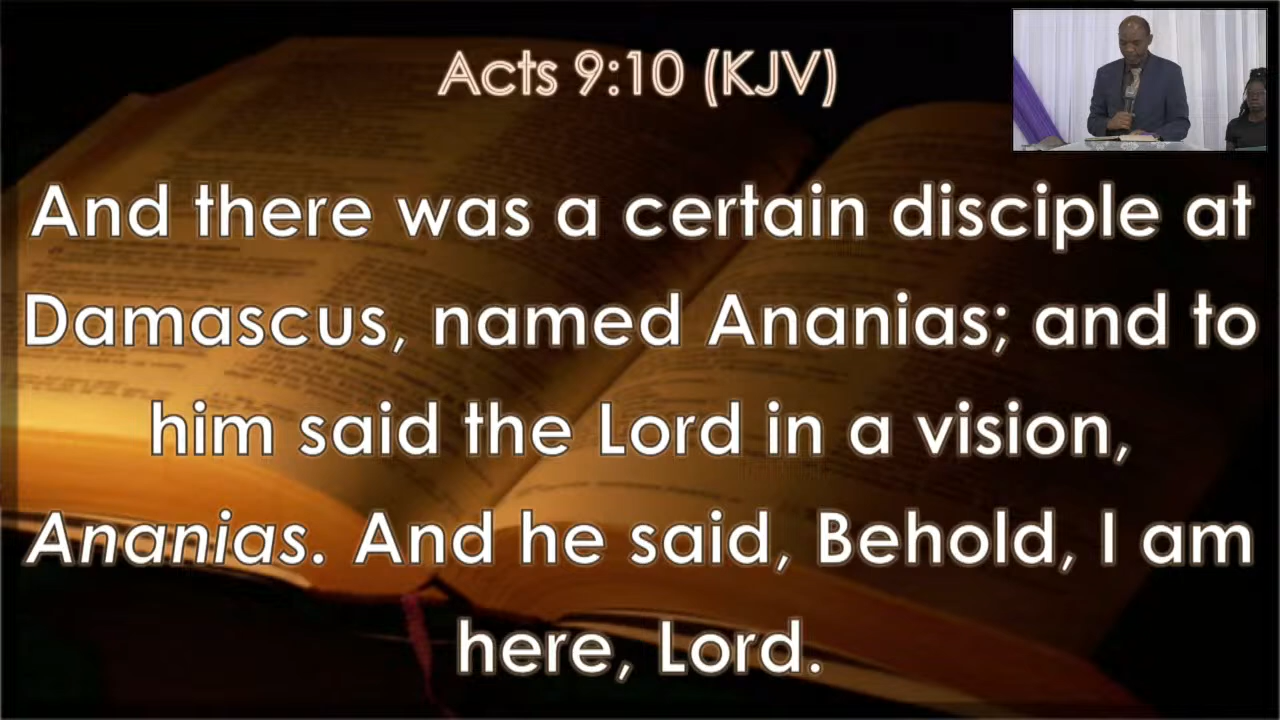 Acts 9:10 (KJV)
And there was a certain disciple at
Damascus, named Ananias; and to
him said the Lord in a vision,
Ananias. And he said, Behold, I am
here, Lord.